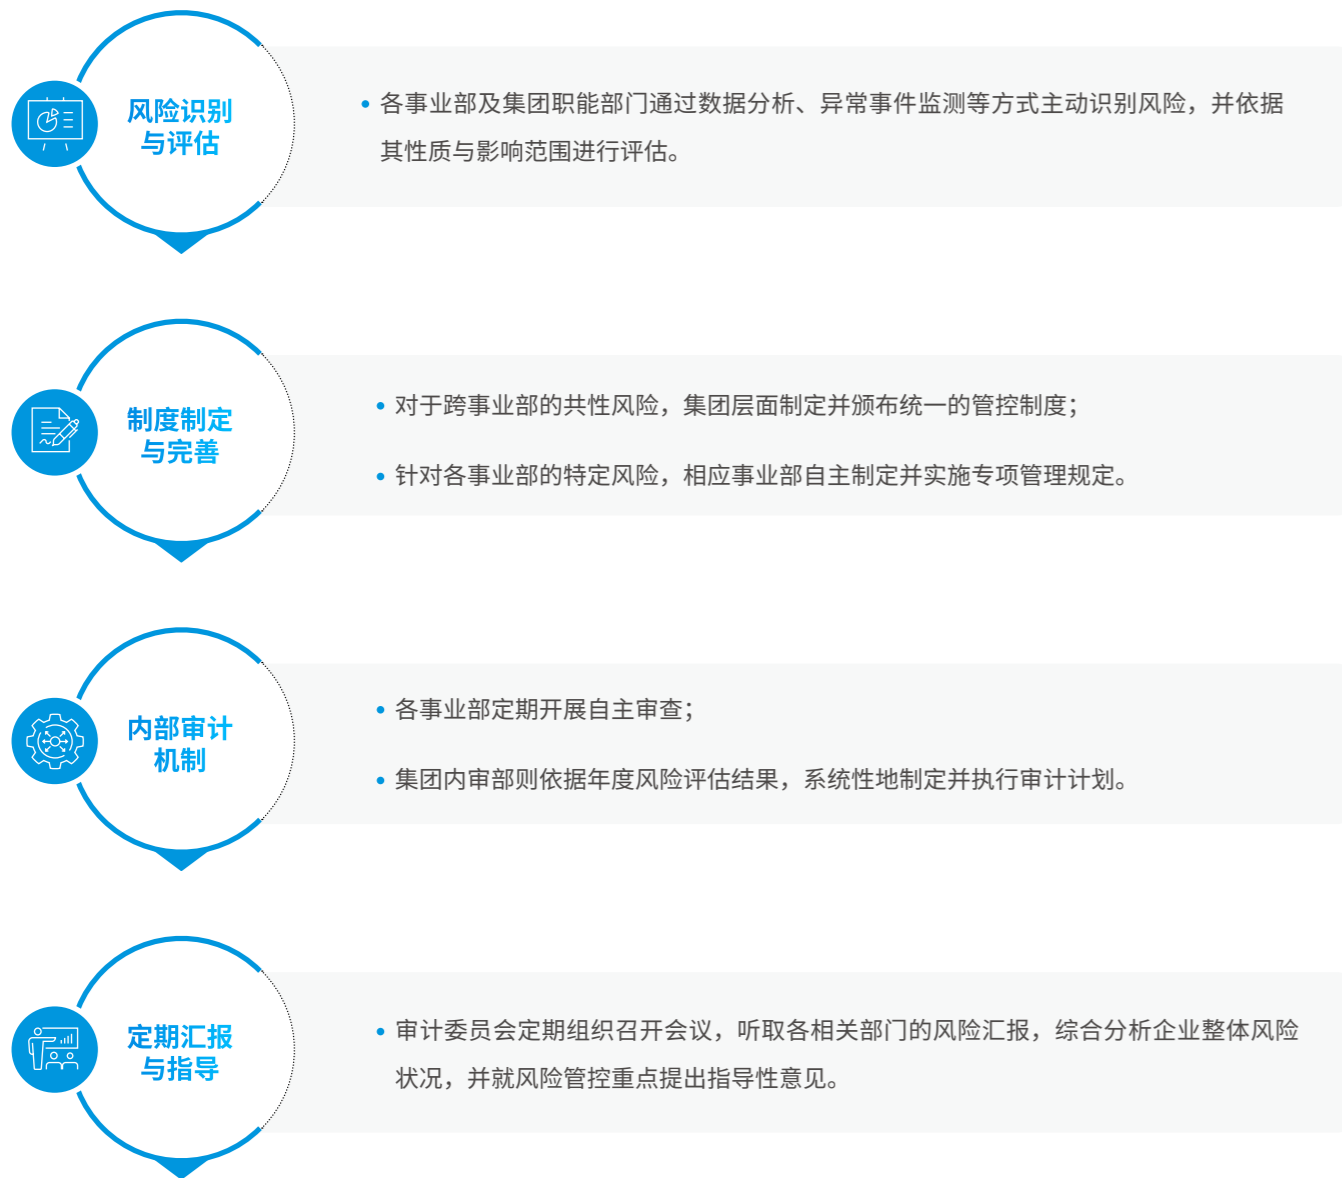 风险识别
与评估
各事业部及集团职能部门通过数据分析、异常事件监测等方式主动识别风险，并依据
其性质与影响范围进行评估。
制度制定
与完善
对于跨事业部的共性风险，集团层面制定并颁布统一的管控制度；
针对各事业部的特定风险，相应事业部自主制定并实施专项管理规定。
内部审计
机制
各事业部定期开展自主审查；
集团内审部则依据年度风险评估结果，系统性地制定并执行审计计划。
定期汇报
与指导
审计委员会定期组织召开会议，听取各相关部门的风险汇报，综合分析企业整体风险
状况，并就风险管控重点提出指导性意见。